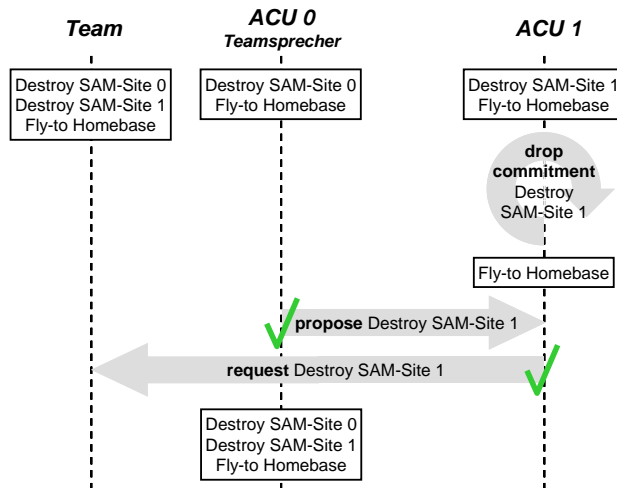 Team
ACU 0
Teamsprecher
ACU 1
Destroy SAM-Site 0
Destroy SAM-Site 1
Fly-to Homebase
Destroy SAM-Site 0
Fly-to Homebase
Destroy SAM-Site 1
Fly-to Homebase
drop
commitment
Destroy
SAM-Site 1
Fly-to Homebase
propose Destroy SAM-Site 1
request Destroy SAM-Site 1
Destroy SAM-Site 0
Destroy SAM-Site 1
Fly-to Homebase